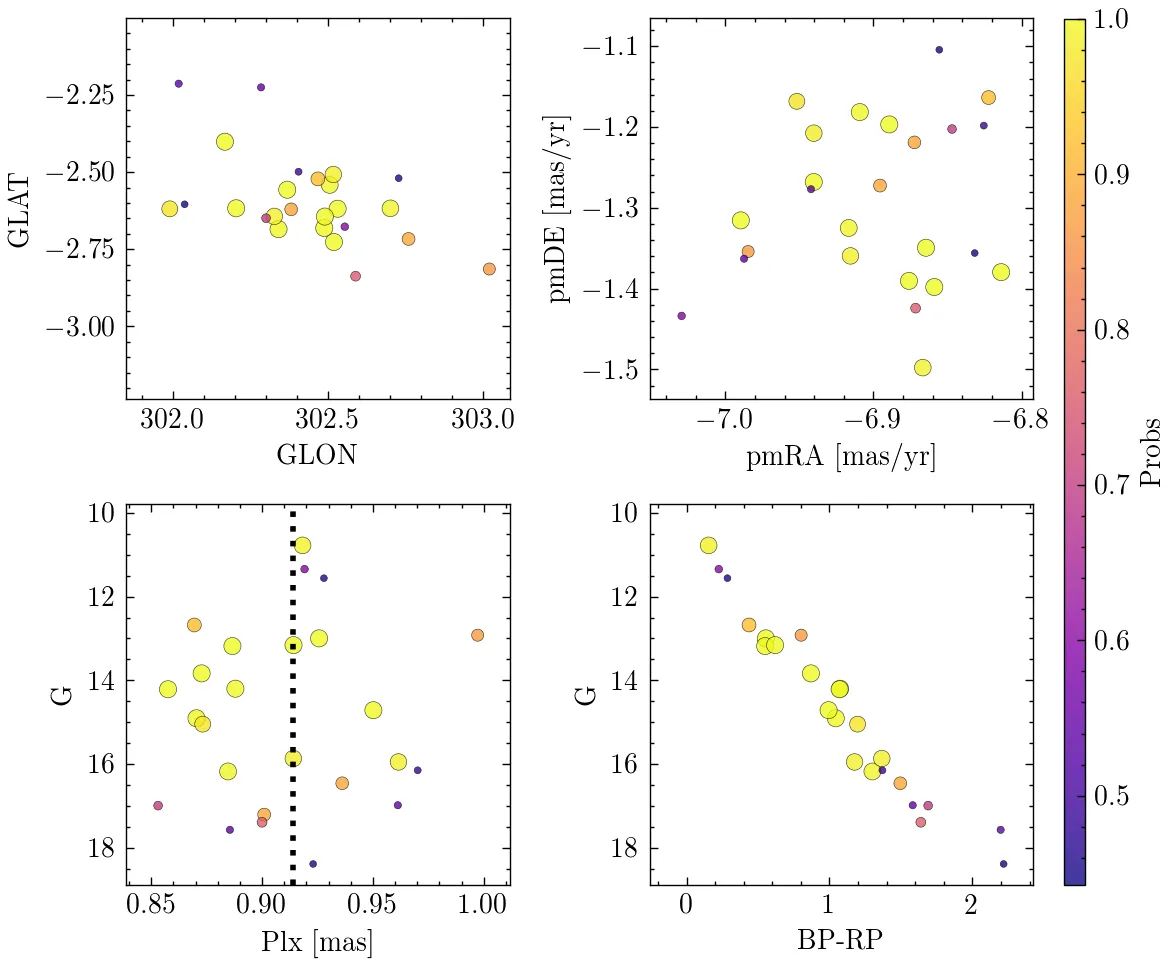 −2.25
−2.50
−2.75
−3.00
GLAT
302.0 302.5 303.0
GLON
−1.1
−1.2
−1.3
−1.4
−1.5
pmDE [mas/yr]
−7.0 −6.9 −6.8
pmRA [mas/yr]
1.0
0.9
0.8
0.7
0.6
0.5
Probs
10
12
14
16
18
G
0.85 0.90 0.95 1.00
Plx [mas]
10
12
14
16
18
G
0 1 2
BP-RP